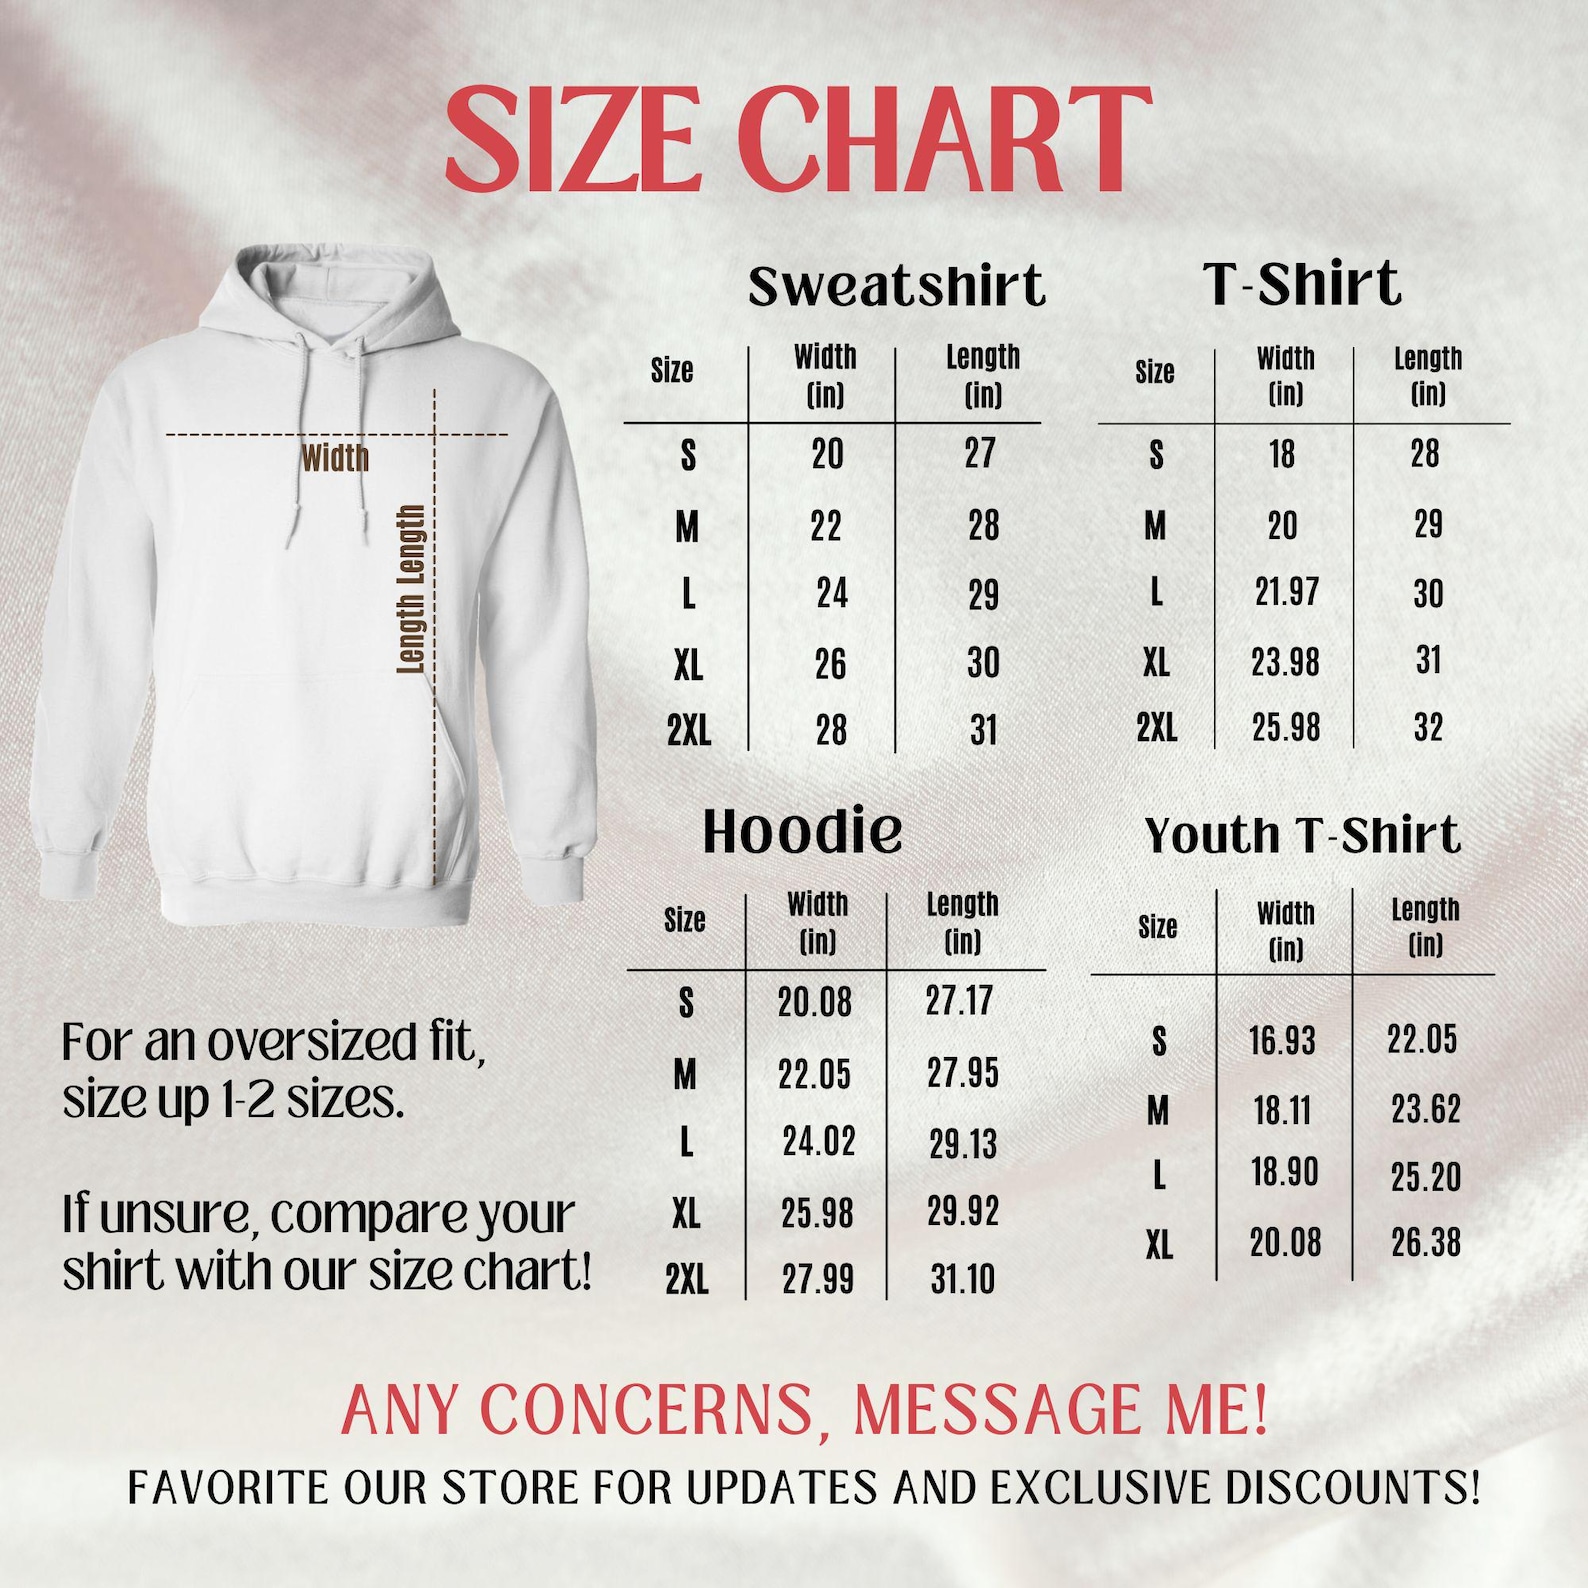 SIZE CHART
Width
Length Length
For an oversized fit,
size up 1-2 sizes.
If unsure, compare your
shirt with our size chart!
Sweatshirt
Size Width (in) Length (in)
S 20 27
M 22 28
L 24 29
XL 26 30
2XL 28 31
T-Shirt
Size Width (in) Length (in)
S 18 28
M 20 29
L 21.97 30
XL 23.98 31
2XL 25.98 32
Hoodie
Size Width (in) Length (in)
S 20.08 27.17
M 22.05 27.95
L 24.02 29.13
XL 25.98 29.92
2XL 27.99 31.10
Youth T-Shirt
Size Width (in) Length (in)
S 16.93 22.05
M 18.11 23.62
L 18.90 25.20
XL 20.08 26.38
ANY CONCERNS, MESSAGE ME!
FAVORITE OUR STORE FOR UPDATES AND EXCLUSIVE DISCOUNTS!